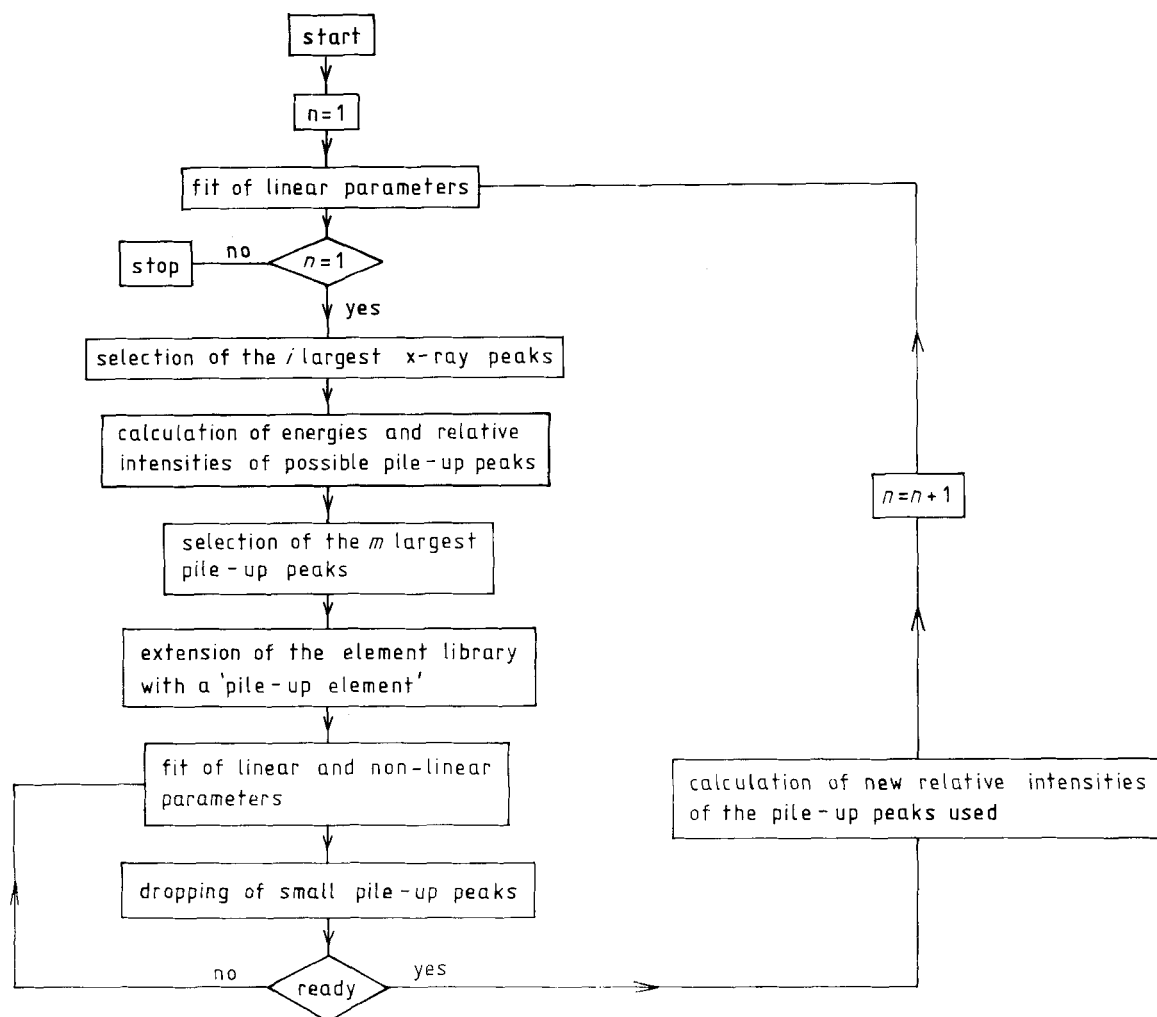 start
n=1
fit of linear parameters
n=1
no
stop
yes
selection of the i largest x-ray peaks
calculation of energies and relative
intensities of possible pile-up peaks
selection of the m largest
pile-up peaks
extension of the element library
with a 'pile-up element'
fit of linear and non-linear
parameters
dropping of small pile-up peaks
ready
no
yes
calculation of new relative intensities
of the pile-up peaks used
n=n+1